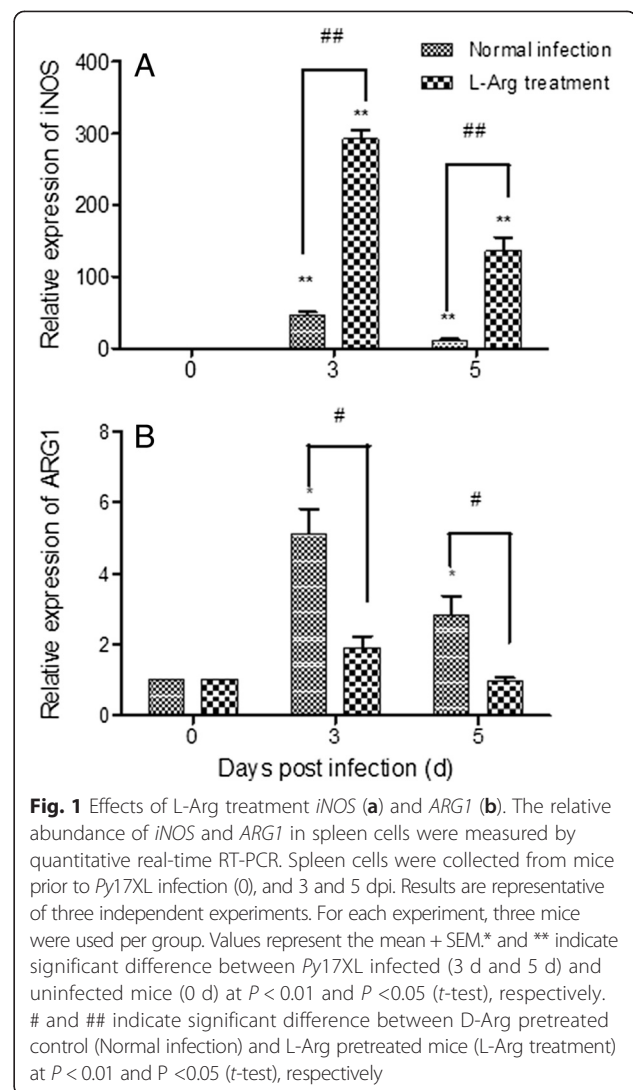 ##
A
Normal infection
L-Arg treatment
400
300
200
100
0
Relative expression of iNOS
**
**
##
**
**
0
3
5
B
8
6
4
2
0
Relative expression of ARG1
#
*
#
*
0
3
5
Days post infection (d)
Fig. 1 Effects of L-Arg treatment iNOS (a) and ARG1 (b). The relative
abundance of iNOS and ARG1 in spleen cells were measured by
quantitative real-time RT-PCR. Spleen cells were collected from mice
prior to Py17XL infection (0), and 3 and 5 dpi. Results are representative
of three independent experiments. For each experiment, three mice
were used per group. Values represent the mean + SEM.* and ** indicate
significant difference between Py17XL infected (3 d and 5 d) and
uninfected mice (0 d) at P < 0.01 and P <0.05 (t-test), respectively.
# and ## indicate significant difference between D-Arg pretreated
control (Normal infection) and L-Arg pretreated mice (L-Arg treatment)
at P < 0.01 and P <0.05 (t-test), respectively